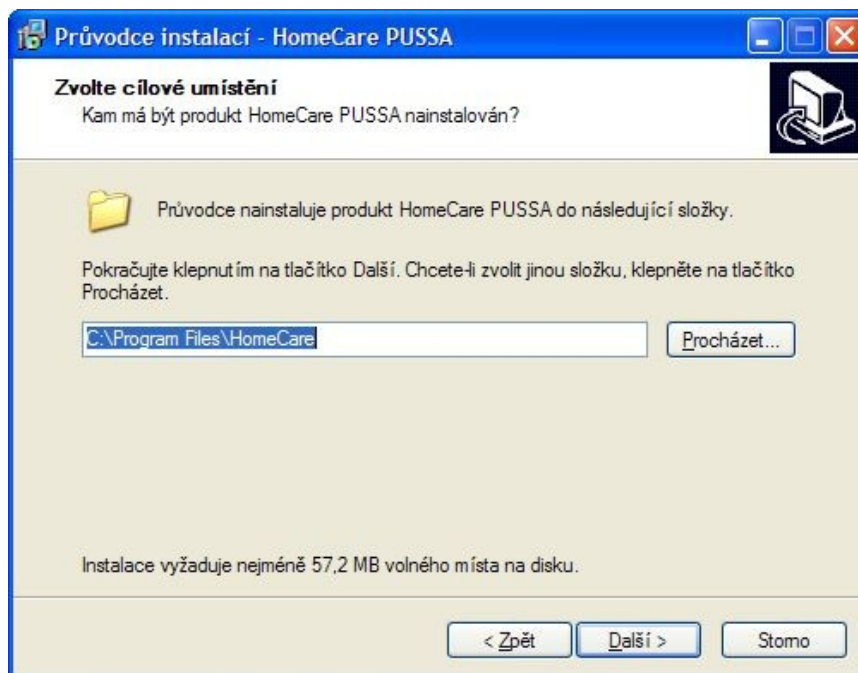 Průvodce instalací - HomeCare PUSSA
Zvolte cílové umístění
Kam má být produkt HomeCare PUSSA nainstalován?
Průvodce nainstaluje produkt HomeCare PUSSA do následující složky.
Pokračujte klepnutím na tlačítko Další. Chcete-li zvolit jinou složku, klepněte na tlačítko
Procházet.
C:\Program Files\HomeCare
Procházet...
Instalace vyžaduje nejméně 57,2 MB volného místa na disku.
< Zpět
Další >
Storno